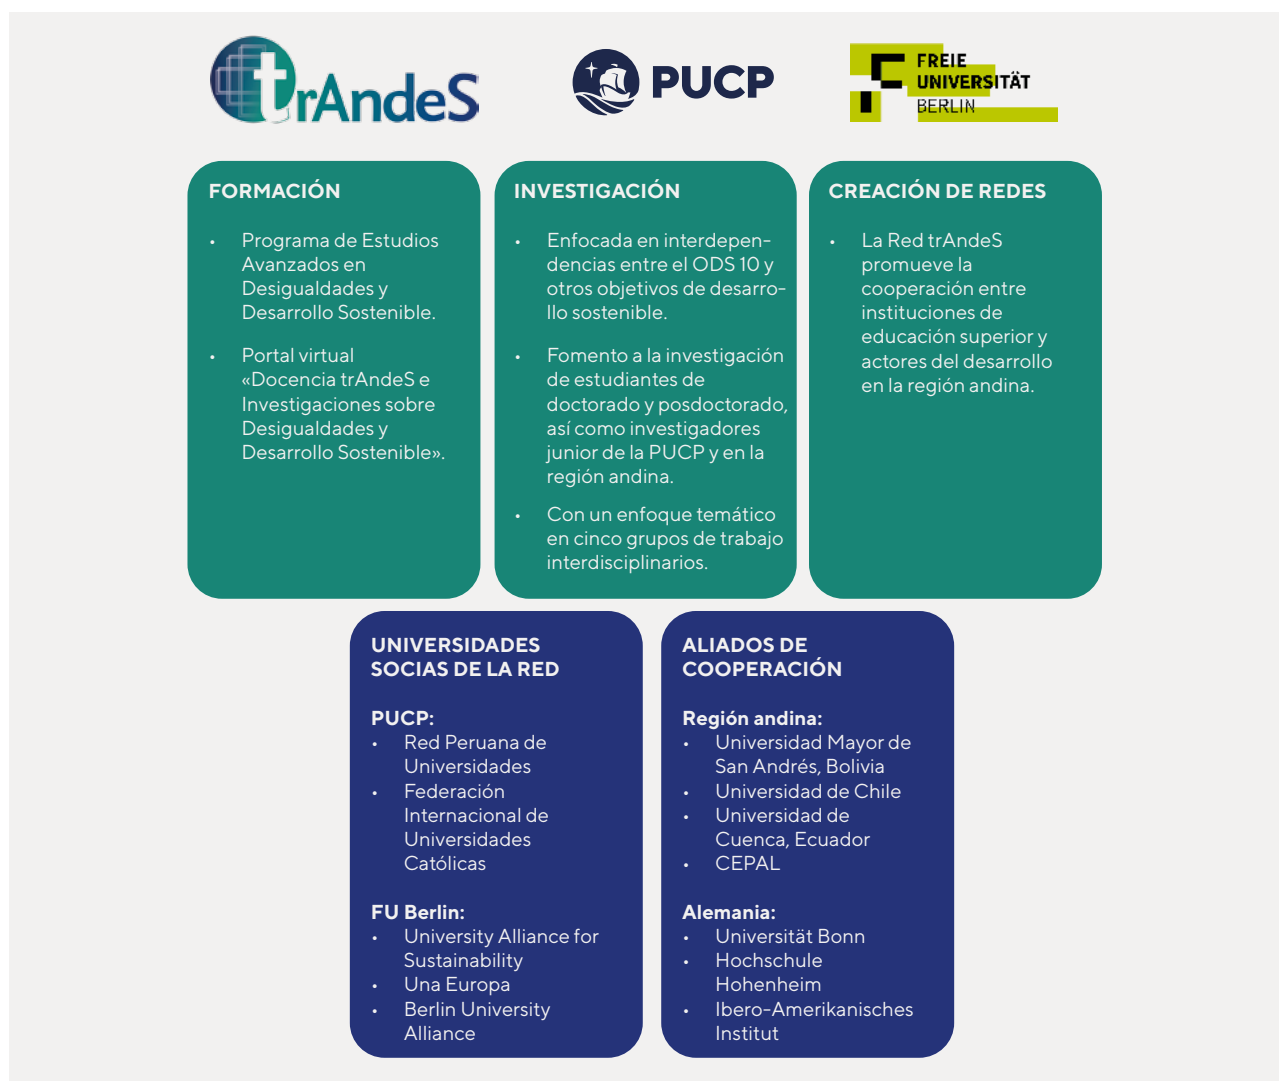 trAndeS
PUCP
FREIE
UNIVERSITÄT
BERLIN
FORMACIÓN
• Programa de Estudios
Avanzados en
Desigualdades y
Desarrollo Sostenible.
• Portal virtual
«Docencia trAndeS e
Investigaciones sobre
Desigualdades y
Desarrollo Sostenible».
INVESTIGACIÓN
• Enfocada en interdepen-
dencias entre el ODS 10 y
otros objetivos de desarro-
llo sostenible.
• Fomento a la investigación
de estudiantes de
doctorado y posdoctorado,
así como investigadores
junior de la PUCP y en la
región andina.
• Con un enfoque temático
en cinco grupos de trabajo
interdisciplinarios.
CREACIÓN DE REDES
• La Red trAndeS
promueve la
cooperación entre
instituciones de
educación superior y
actores del desarrollo
en la región andina.
UNIVERSIDADES
SOCIAS DE LA RED
PUCP:
• Red Peruana de
Universidades
• Federación
Internacional de
Universidades
Católicas
FU Berlin:
• University Alliance for
Sustainability
• Una Europa
• Berlin University
Alliance
ALIADOS DE
COOPERACIÓN
Región andina:
• Universidad Mayor de
San Andrés, Bolivia
• Universidad de Chile
• Universidad de
Cuenca, Ecuador
• CEPAL
Alemania:
• Universität Bonn
• Hochschule
Hohenheim
• Ibero-Amerikanisches
Institut